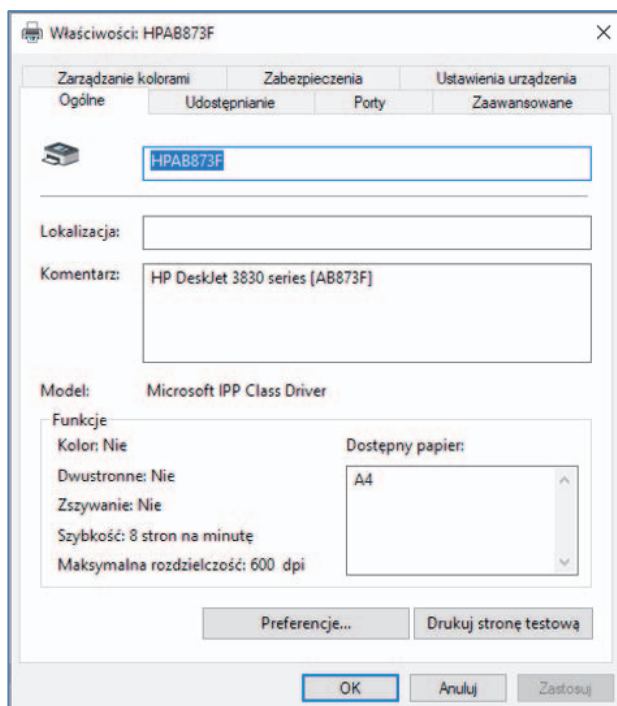 Właściwości: HPAB873F
Zarządzanie kolorami Zabezpieczenia Ustawienia urządzenia
Ogólne Udostępnianie Porty Zaawansowane
HPAB873F
Lokalizacja:
Komentarz: HP DeskJet 3830 series [AB873F]
Model: Microsoft IPP Class Driver
Funkcje
Kolor: Nie Dostępny papier:
Dwustronne: Nie A4
Zszywanie: Nie
Szybkość: 8 stron na minutę
Maksymalna rozdzielczość: 600 dpi
Preferencje... Drukuj stronę testową
OK Anuluj Zastosuj